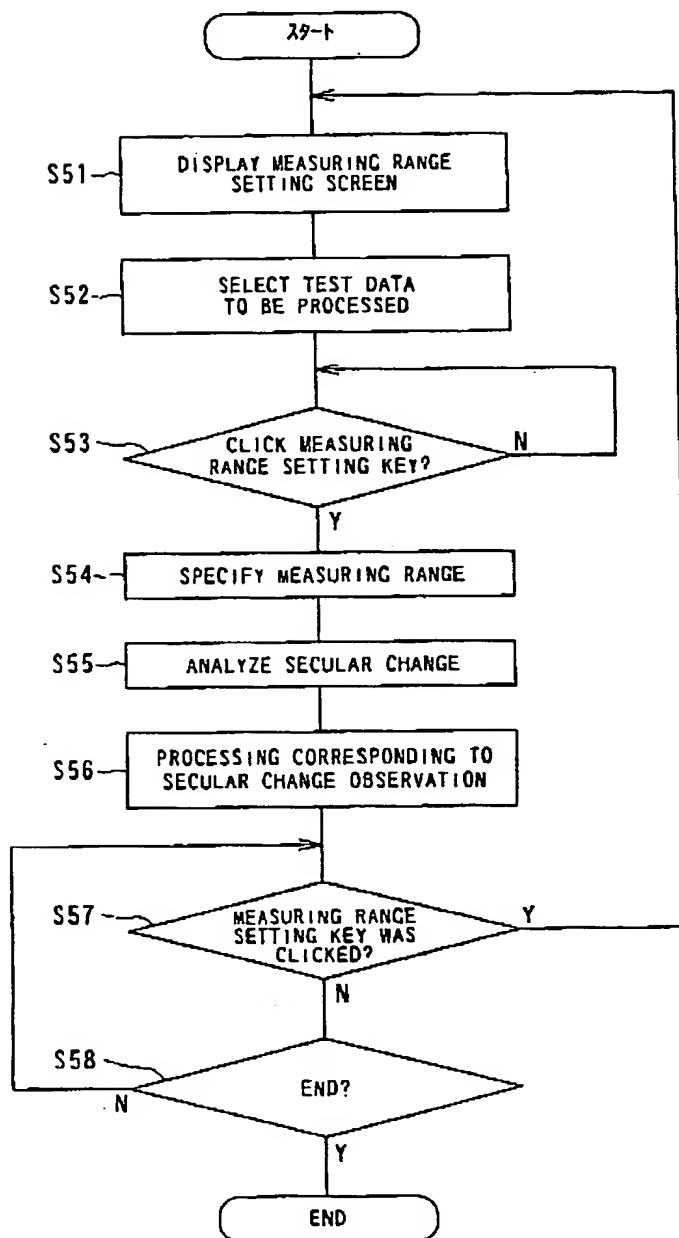 スタート
S51
DISPLAY MEASURING RANGE
SETTING SCREEN
S52
SELECT TEST DATA
TO BE PROCESSED
S53
CLICK MEASURING
RANGE SETTING KEY?
N
Y
S54
SPECIFY MEASURING RANGE
S55
ANALYZE SECULAR CHANGE
S56
PROCESSING CORRESPONDING TO
SECULAR CHANGE OBSERVATION
S57
MEASURING RANGE
SETTING KEY WAS
CLICKED?
Y
N
S58
END?
N
Y
END